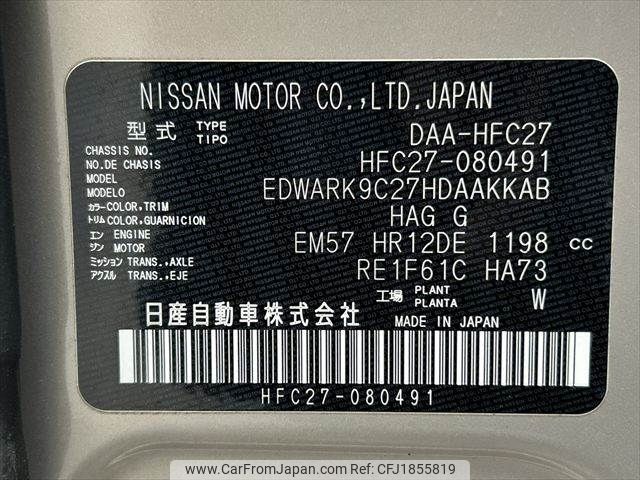 NISSAN MOTOR CO.,LTD.JAPAN
型式 TYPE TIPO DAA-HFC27
CHASSIS NO.
NO.DE CHASIS HFC27-080491
MODEL
MODELO EDWARK9C27HDAAKKAB
カラー COLOR,TRIM
トリム COLOR,GUARNICION HAG G
エン ENGINE
ジン MOTOR EM57 HR12DE 1198 cc
ミッション TRANS.,AXLE
アクスル TRANS.,EJE RE1F61C HA73
工場 PLANT PLANTA W
日産自動車株式会社 MADE IN JAPAN
HFC27-080491
www.CarFromJapan.com | CarFromJapan ID: CFJ1855819